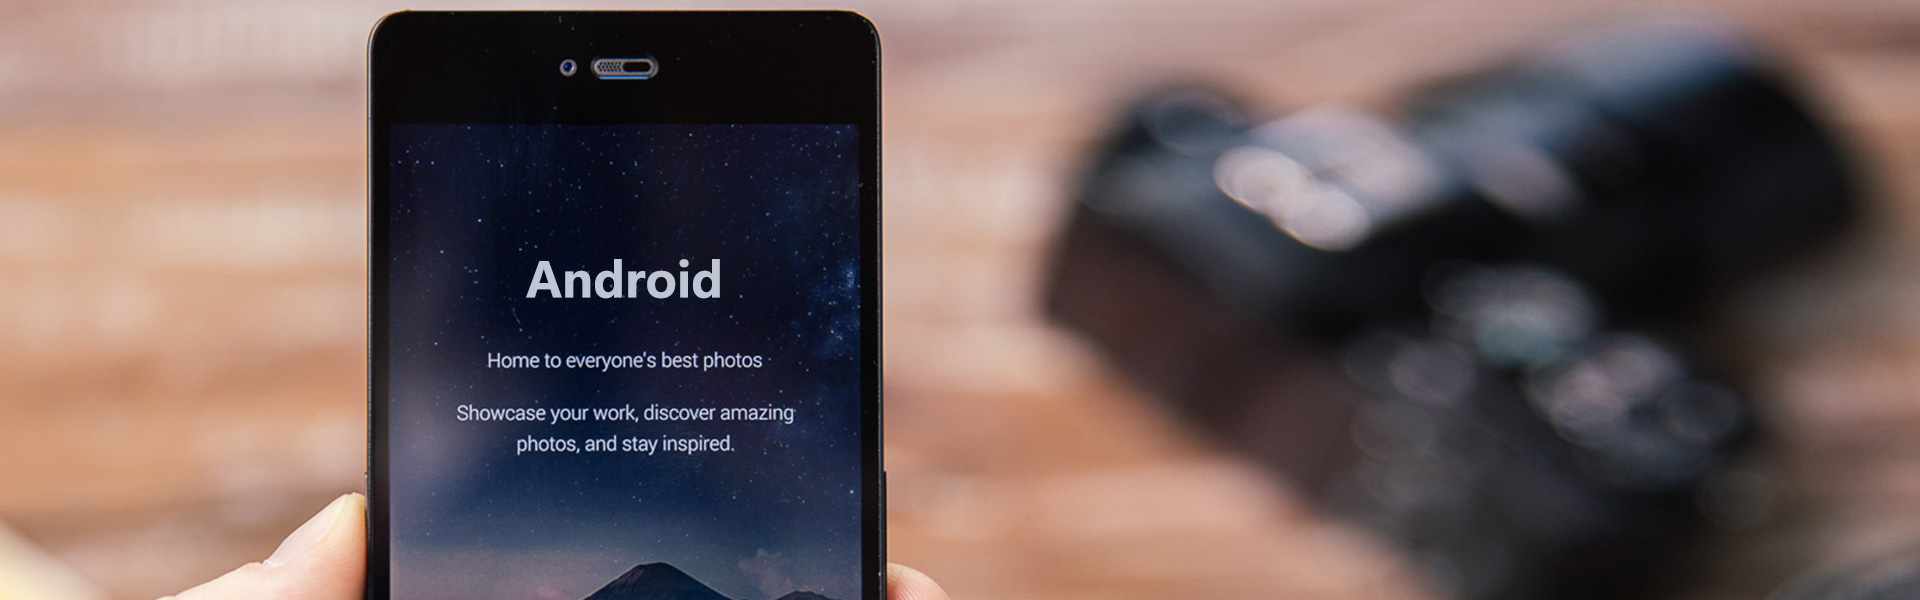 Android
Home to everyone's best photos
Showcase your work, discover amazing
photos, and stay inspired.